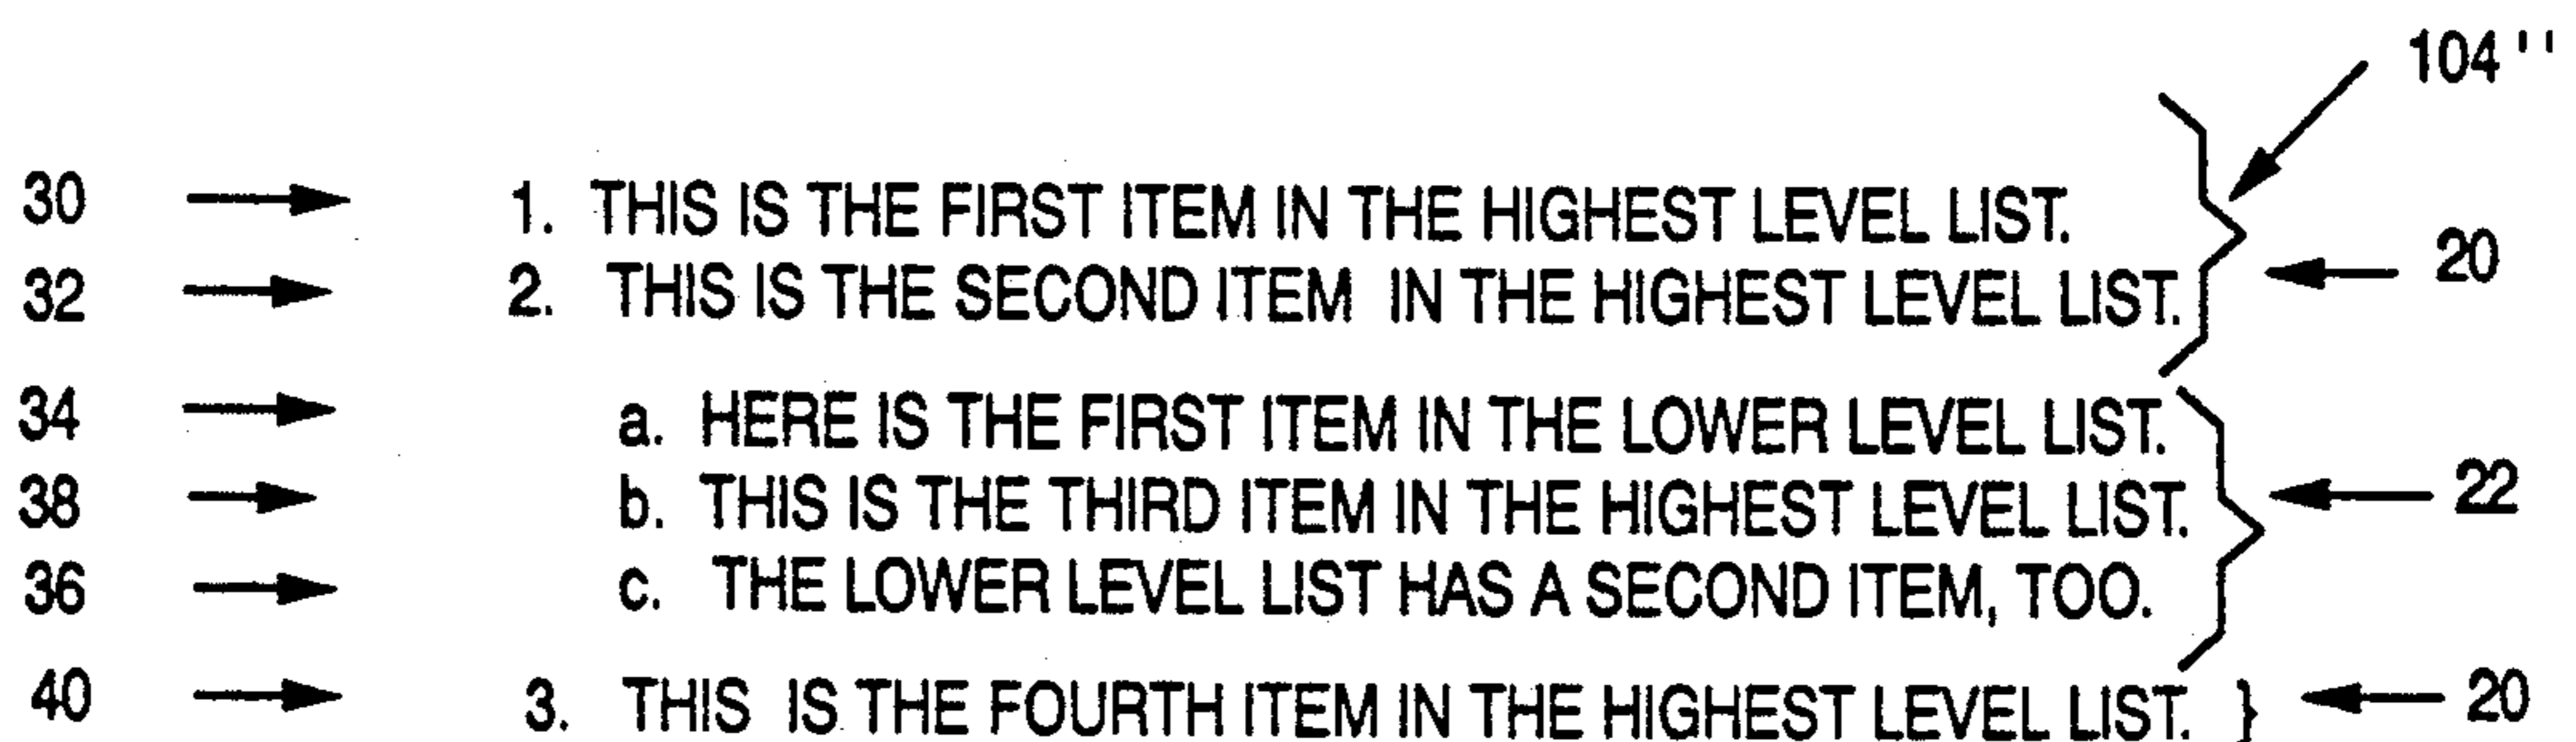 104''
30 1. THIS IS THE FIRST ITEM IN THE HIGHEST LEVEL LIST.
20
32 2. THIS IS THE SECOND ITEM IN THE HIGHEST LEVEL LIST.
34 a. HERE IS THE FIRST ITEM IN THE LOWER LEVEL LIST.
38 b. THIS IS THE THIRD ITEM IN THE HIGHEST LEVEL LIST. 22
36 c. THE LOWER LEVEL LIST HAS A SECOND ITEM, TOO.
40 3. THIS IS THE FOURTH ITEM IN THE HIGHEST LEVEL LIST. } 20